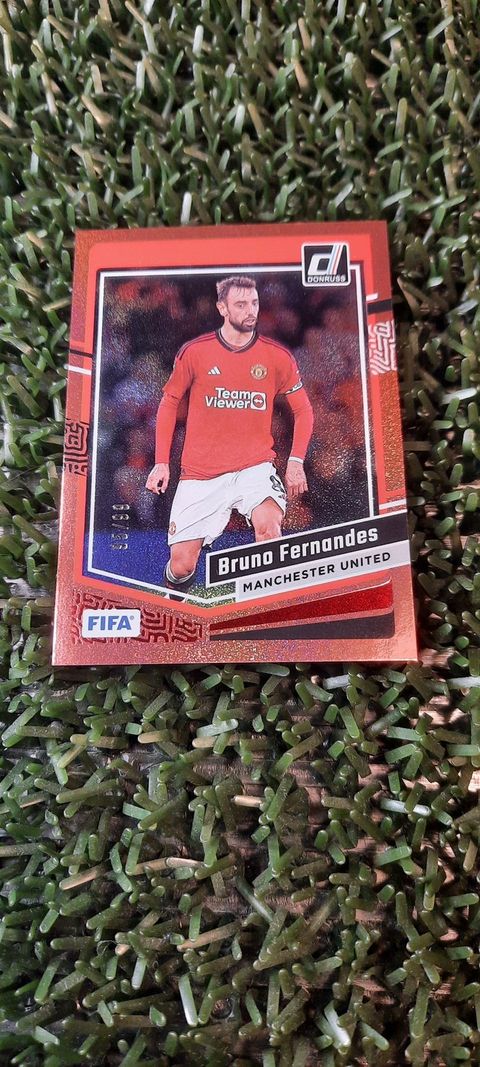 DONRUSS
Team
Viewer
Bruno Fernandes
MANCHESTER UNITED
FIFA